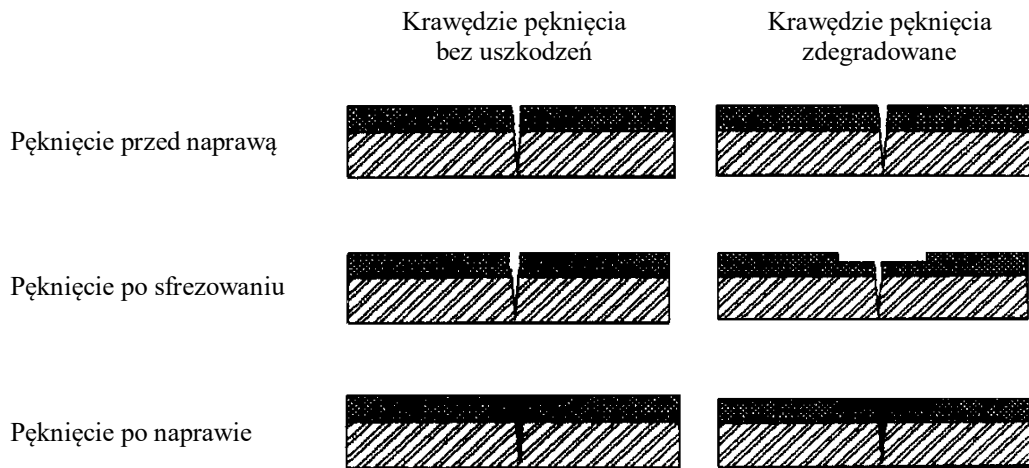 Krawędzie pęknięcia
bez uszkodzeń
Krawędzie pęknięcia
zdegradowane
Pęknięcie przed naprawą
Pęknięcie po sfrezowaniu
Pęknięcie po naprawie